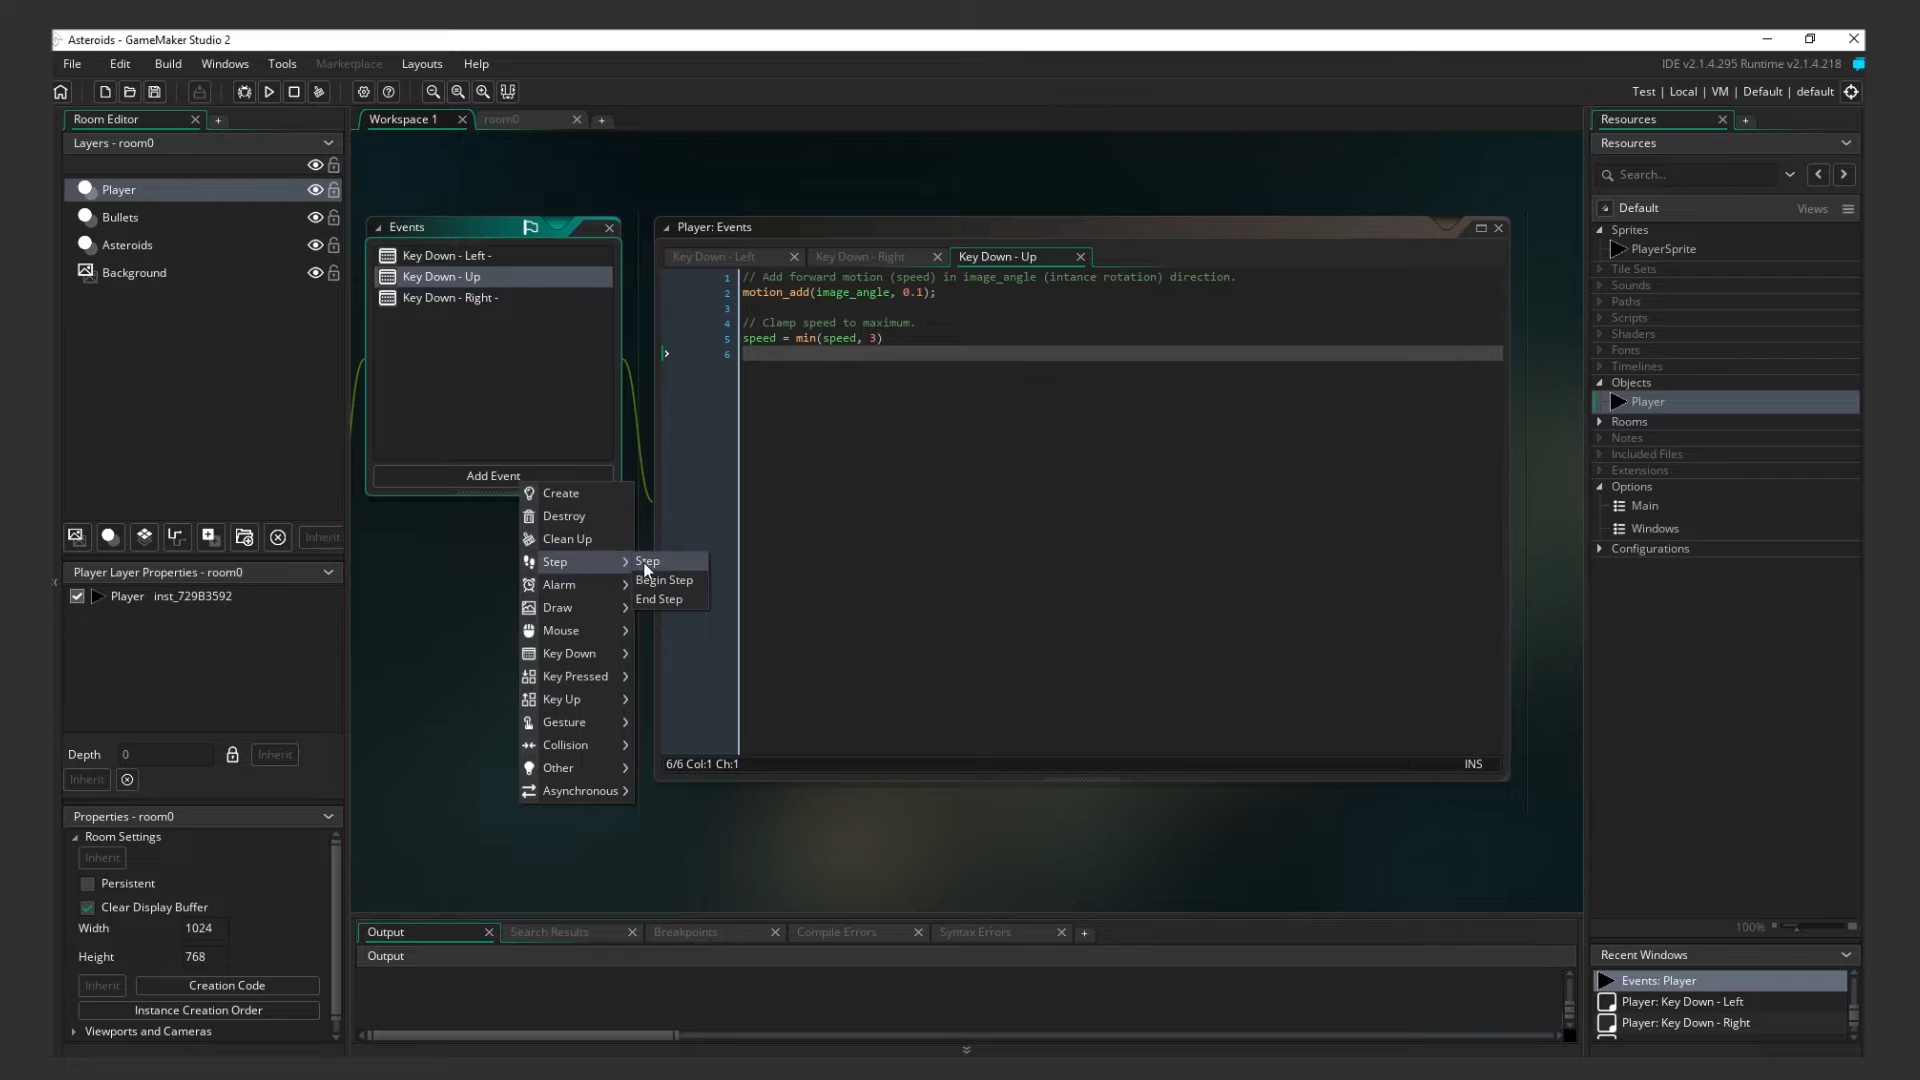 Asteroids - GameMaker Studio 2
File Edit Build Windows Tools Marketplace Layouts Help
IDE v2.1.4.295 Runtime v2.1.4.218
Test | Local | VM | Default | default
Room Editor
Layers - room0
Player
Bullets
Asteroids
Background
Inherit
Player Layer Properties - room0
Player inst_729B3592
Depth 0 Inherit
Inherit
Properties - room0
Room Settings
Inherit
Persistent
Clear Display Buffer
Width 1024
Height 768
Inherit Creation Code
Instance Creation Order
Viewports and Cameras
Workspace 1 room0
Events
Key Down - Left -
Key Down - Up
Key Down - Right -
Add Event
Create
Destroy
Clean Up
Step
Alarm
Draw
Mouse
Key Down
Key Pressed
Key Up
Gesture
Collision
Other
Asynchronous
Step
Begin Step
End Step
Player: Events
Key Down - Left Key Down - Right Key Down - Up
1 // Add forward motion (speed) in image_angle (intance rotation) direction.
2 motion_add(image_angle, 0.1);
3
4 // Clamp speed to maximum.
5 speed = min(speed, 3)
6
6/6 Col:1 Ch:1 INS
Output Search Results Breakpoints Compile Errors Syntax Errors
Output
Resources
Resources
Search...
Default Views
Sprites
PlayerSprite
Tile Sets
Sounds
Paths
Scripts
Shaders
Fonts
Timelines
Objects
Player
Rooms
Notes
Included Files
Extensions
Options
Main
Windows
Configurations
100%
Recent Windows
Events: Player
Player: Key Down - Left
Player: Key Down - Right